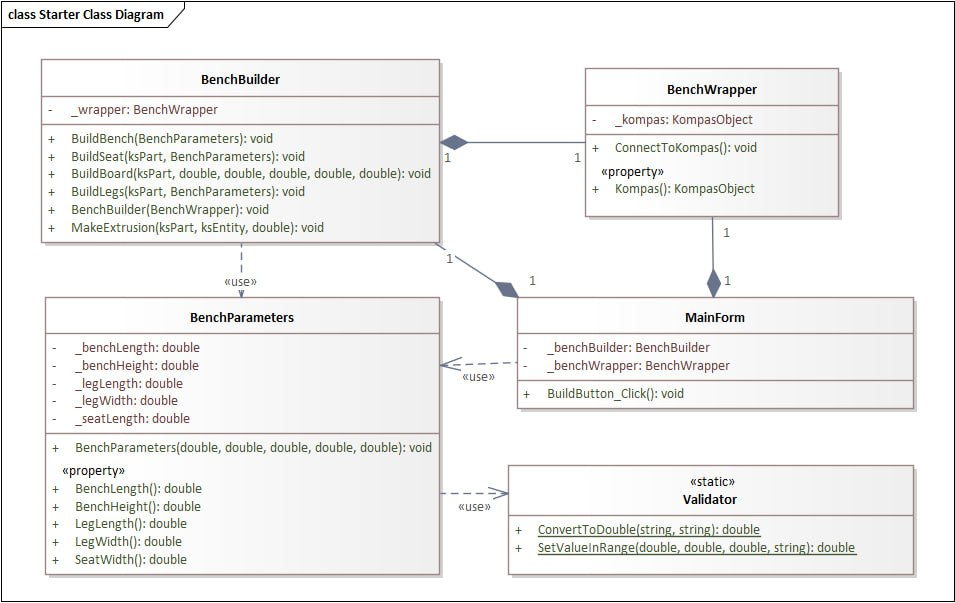 class Starter Class Diagram
BenchBuilder
- _wrapper: BenchWrapper
+ BuildBench(BenchParameters): void
+ BuildSeat(ksPart, BenchParameters): void
+ BuildBoard(ksPart, double, double, double, double, double): void
+ BuildLegs(ksPart, BenchParameters): void
+ BenchBuilder(BenchWrapper): void
+ MakeExtrusion(ksPart, ksEntity, double): void
1
1
BenchWrapper
- _kompas: KompasObject
+ ConnectToKompas(): void
«property»
+ Kompas(): KompasObject
1
1
1
1
«use»
BenchParameters
- _benchLength: double
- _benchHeight: double
- _legLength: double
- _legWidth: double
- _seatLength: double
+ BenchParameters(double, double, double, double, double): void
«property»
+ BenchLength(): double
+ BenchHeight(): double
+ LegLength(): double
+ LegWidth(): double
+ SeatWidth(): double
«use»
MainForm
- _benchBuilder: BenchBuilder
- _benchWrapper: BenchWrapper
+ BuildButton_Click(): void
«use»
«static»
Validator
+ ConvertToDouble(string, string): double
+ SetValueInRange(double, double, double, string): double